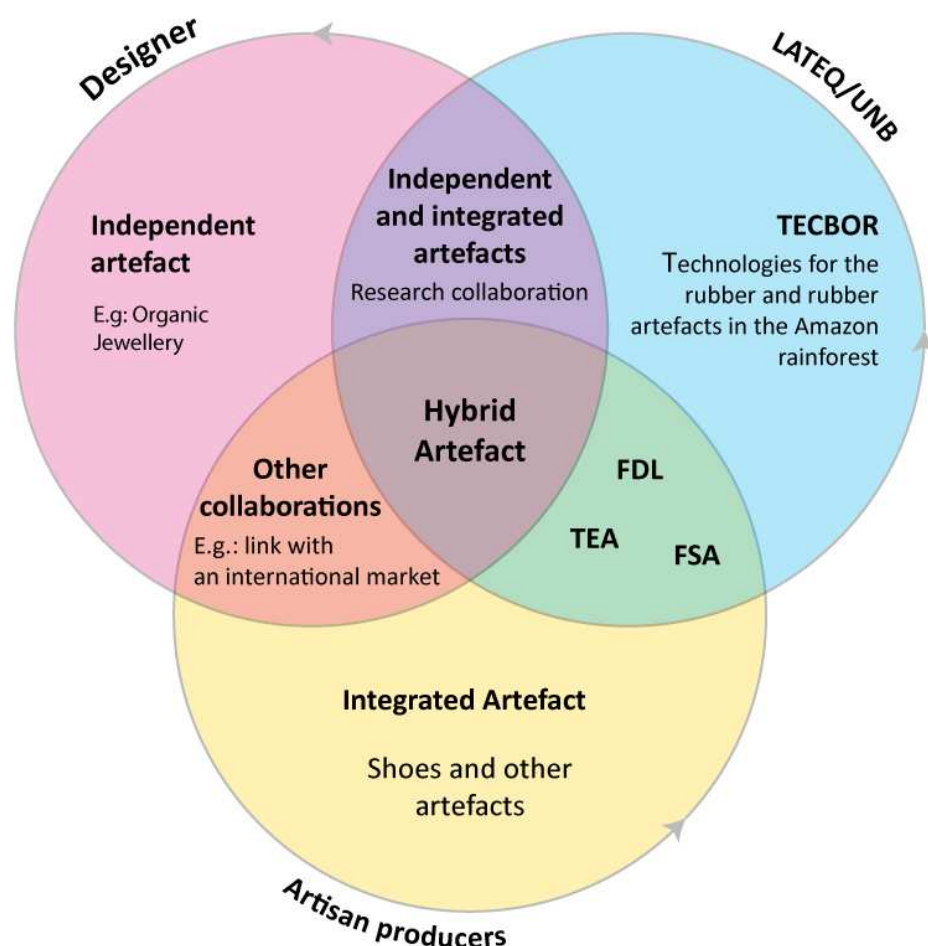 Designer
LATEQ/UNB
Independent
and integrated
artefacts
Research collaboration
Independent
artefact
E.g: Organic
Jewellery
TECBOR
Technologies for the
rubber and rubber
artefacts in the Amazon
rainforest
Hybrid
Artefact
Other
collaborations
E.g.: link with
an international market
FDL
TEA
FSA
Integrated Artefact
Shoes and other
artefacts
Artisan producers